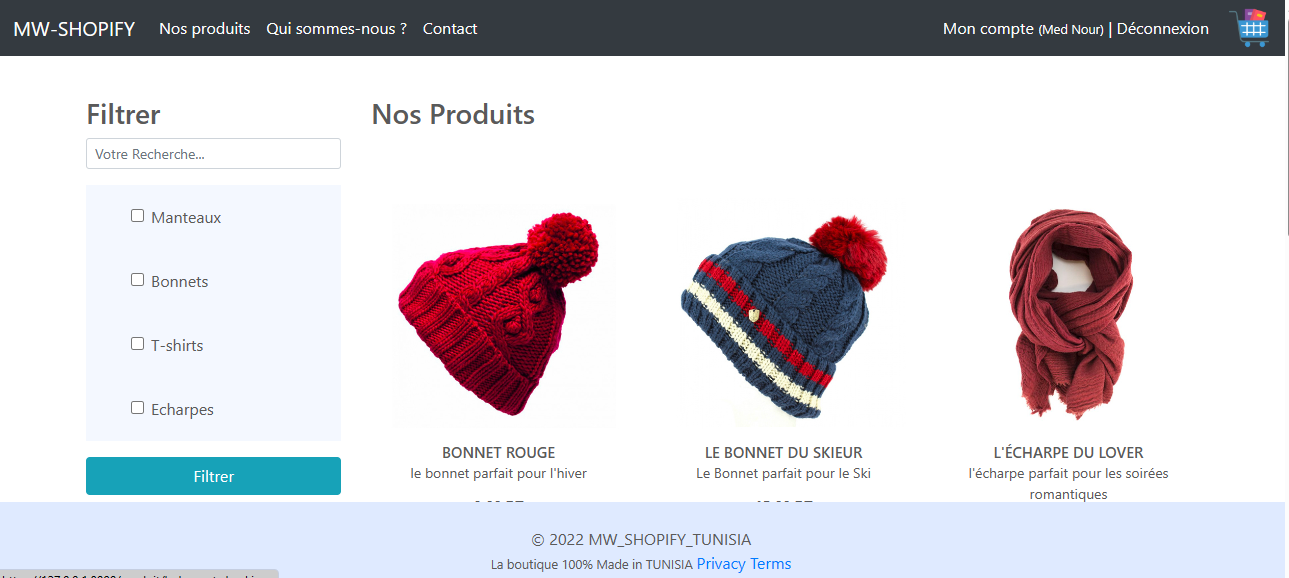 MW-SHOPIFY Nos produits Qui sommes-nous ? Contact Mon compte (Med Nour) | Déconnexion
Filtrer
Votre Recherche...
Manteaux
Bonnets
T-shirts
Echarpes
Filtrer
Nos Produits
BONNET ROUGE
le bonnet parfait pour l'hiver
LE BONNET DU SKIEUR
Le Bonnet parfait pour le Ski
L'ÉCHARPE DU LOVER
l'écharpe parfait pour les soirées
romantiques
© 2022 MW_SHOPIFY_TUNISIA
La boutique 100% Made in TUNISIA Privacy Terms